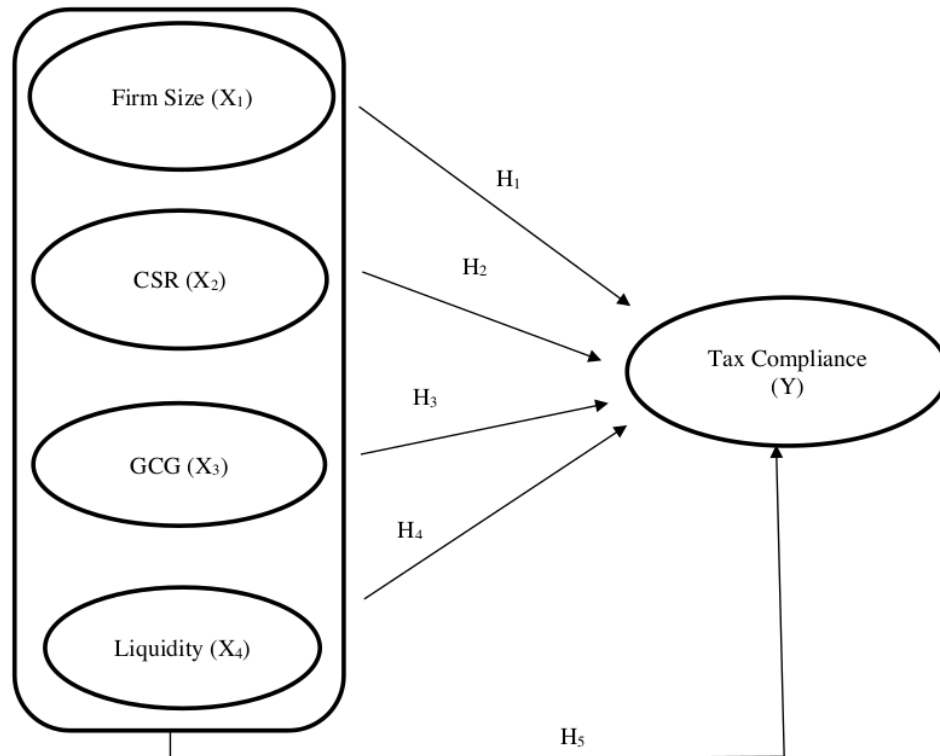 Firm Size (X₁)
H₁
H₂
CSR (X₂)
Tax Compliance
(Y)
H₃
GCG (X₃)
H₄
Liquidity (X₄)
H₅